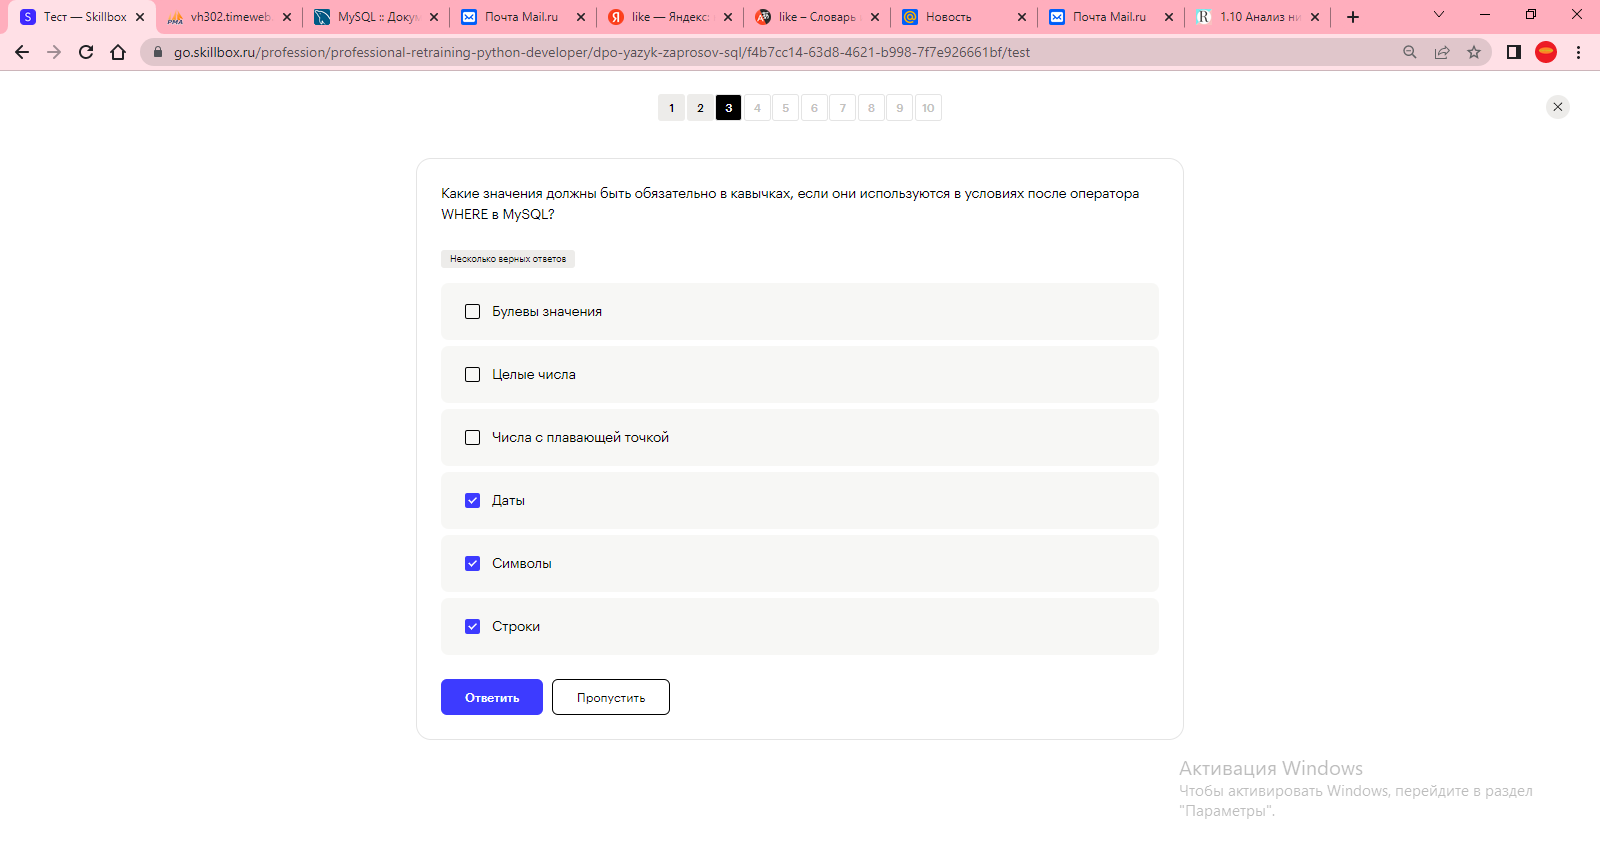 Тест — Skillbox
vh302.timeweb.
MySQL :: Докум
Почта Mail.ru
like — Яндекс:
like – Словарь
Новость
Почта Mail.ru
1.10 Анализ ни
go.skillbox.ru/profession/professional-retraining-python-developer/dpo-yazyk-zaprosov-sql/f4b7cc14-63d8-4621-b998-7f7e926661bf/test
1 2 3 4 5 6 7 8 9 10
Какие значения должны быть обязательно в кавычках, если они используются в условиях после оператора
WHERE в MySQL?
Несколько верных ответов
Булевы значения
Целые числа
Числа с плавающей точкой
Даты
Символы
Строки
Ответить
Пропустить
Активация Windows
Чтобы активировать Windows, перейдите в раздел
"Параметры".